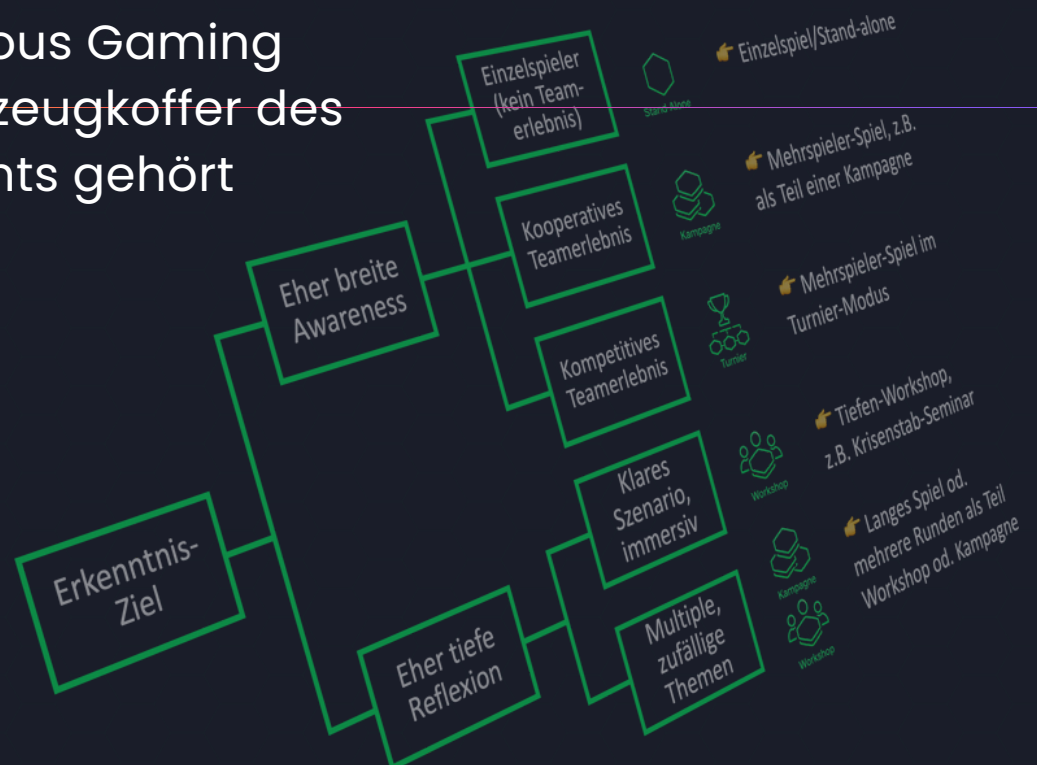 ous Gaming
zeugkoffer des
nts gehört
Einzelspieler
(kein Team-
erlebnis)
Stand-Alone
👉 Einzelspiel/Stand-alone
Kooperatives
Teamerlebnis
Kampagne
👉 Mehrspieler-Spiel, z.B.
als Teil einer Kampagne
Eher breite
Awareness
Kompetitives
Teamerlebnis
Turnier
👉 Mehrspieler-Spiel im
Turnier-Modus
Klares
Szenario,
immersiv
Workshop
👉 Tiefen-Workshop,
z.B. Krisenstab-Seminar
Erkenntnis-
Ziel
Eher tiefe
Reflexion
Multiple,
zufällige
Themen
Kampagne
Workshop
👉 Langes Spiel od.
mehrere Runden als Teil
Workshop od. Kampagne